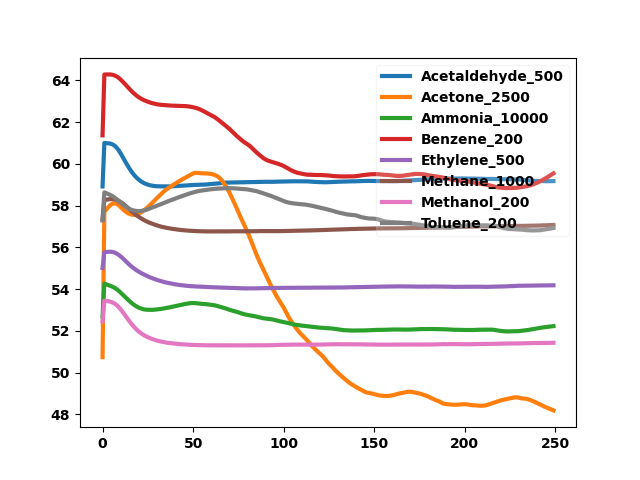 Acetaldehyde_500
Acetone_2500
Ammonia_10000
Benzene_200
Ethylene_500
Methane_1000
Methanol_200
Toluene_200
64
62
60
58
56
54
52
50
48
0 50 100 150 200 250